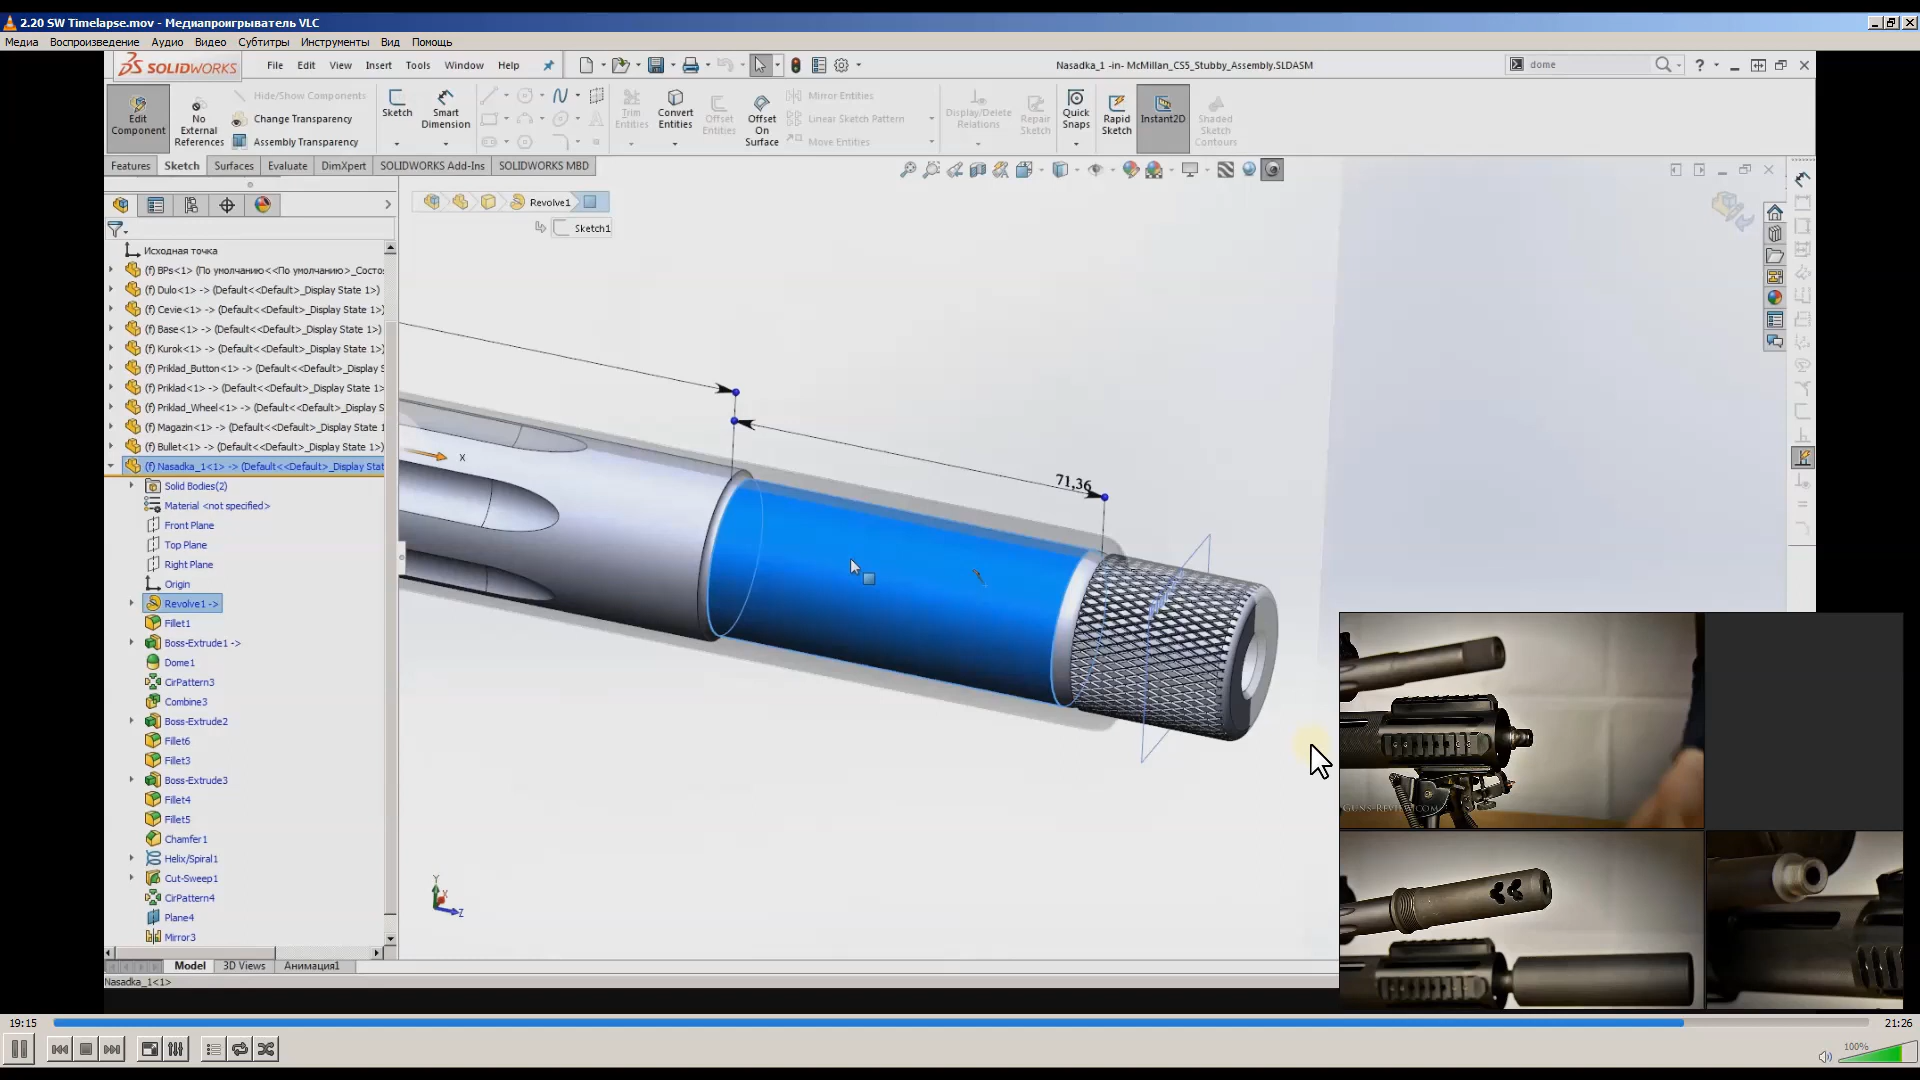 2.20 SW Timelapse.mov - Медиапроигрыватель VLC
Медиа Воспроизведение Аудио Видео Субтитры Инструменты Вид Помощь
SOLIDWORKS File Edit View Insert Tools Window Help
Nasadka_1 -in- McMillan_CS5_Stubby_Assembly.SLDASM
dome
Edit Component
No External References
Hide/Show Components
Change Transparency
Assembly Transparency
Sketch
Smart Dimension
Trim Entities
Convert Entities
Offset Entities
Offset On Surface
Mirror Entities
Linear Sketch Pattern
Move Entities
Display/Delete Relations
Repair Sketch
Quick Snaps
Rapid Sketch
Instant2D
Shaded Sketch Contours
Features Sketch Surfaces Evaluate DimXpert SOLIDWORKS Add-Ins SOLIDWORKS MBD
Revolve1
Sketch1
Исходная точка
(f) BPs<1> (По умолчанию<<По умолчанию>_Состо
(f) Dulo<1> -> (Default<<Default>_Display State 1>)
(f) Cevie<1> -> (Default<<Default>_Display State 1>)
(f) Base<1> -> (Default<<Default>_Display State 1>)
(f) Kurok<1> -> (Default<<Default>_Display State 1>)
(f) Priklad_Button<1> -> (Default<<Default>_Display
(f) Priklad<1> -> (Default<<Default>_Display State 1>
(f) Priklad_Wheel<1> -> (Default<<Default>_Display S
(f) Magazin<1> -> (Default<<Default>_Display State 1
(f) Bullet<1> -> (Default<<Default>_Display State 1>)
(f) Nasadka_1<1> -> (Default<<Default>_Display Stat
Solid Bodies(2)
Material <not specified>
Front Plane
Top Plane
Right Plane
Origin
Revolve1 ->
Fillet1
Boss-Extrude1 ->
Dome1
CirPattern3
Combine3
Boss-Extrude2
Fillet6
Fillet3
Boss-Extrude3
Fillet4
Fillet5
Chamfer1
Helix/Spiral1
Cut-Sweep1
CirPattern4
Plane4
Mirror3
X
71,36
Y
X
Z
GUNS-REVIEW.COM
Model 3D Views Анимация1
Nasadka_1<1>
19:15
21:26
100%